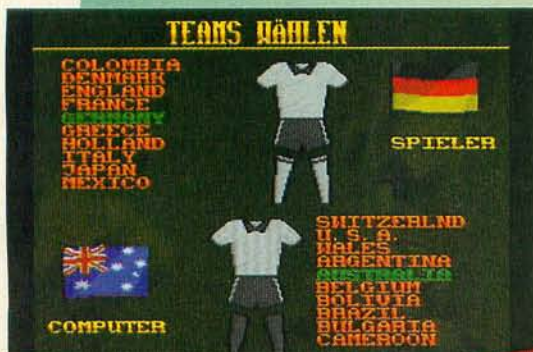 TEAMS WÄHLEN
COLOMBIA
DENMARK
ENGLAND
FRANCE
GERMANY
GREECE
HOLLAND
ITALY
JAPAN
MEXICO
SPIELER
SWITZERLND
U. S. A.
WALES
ARGENTINA
AUSTRALIA
BELGIUM
BOLIVIA
BRAZIL
BULGARIA
CAMEROON
COMPUTER